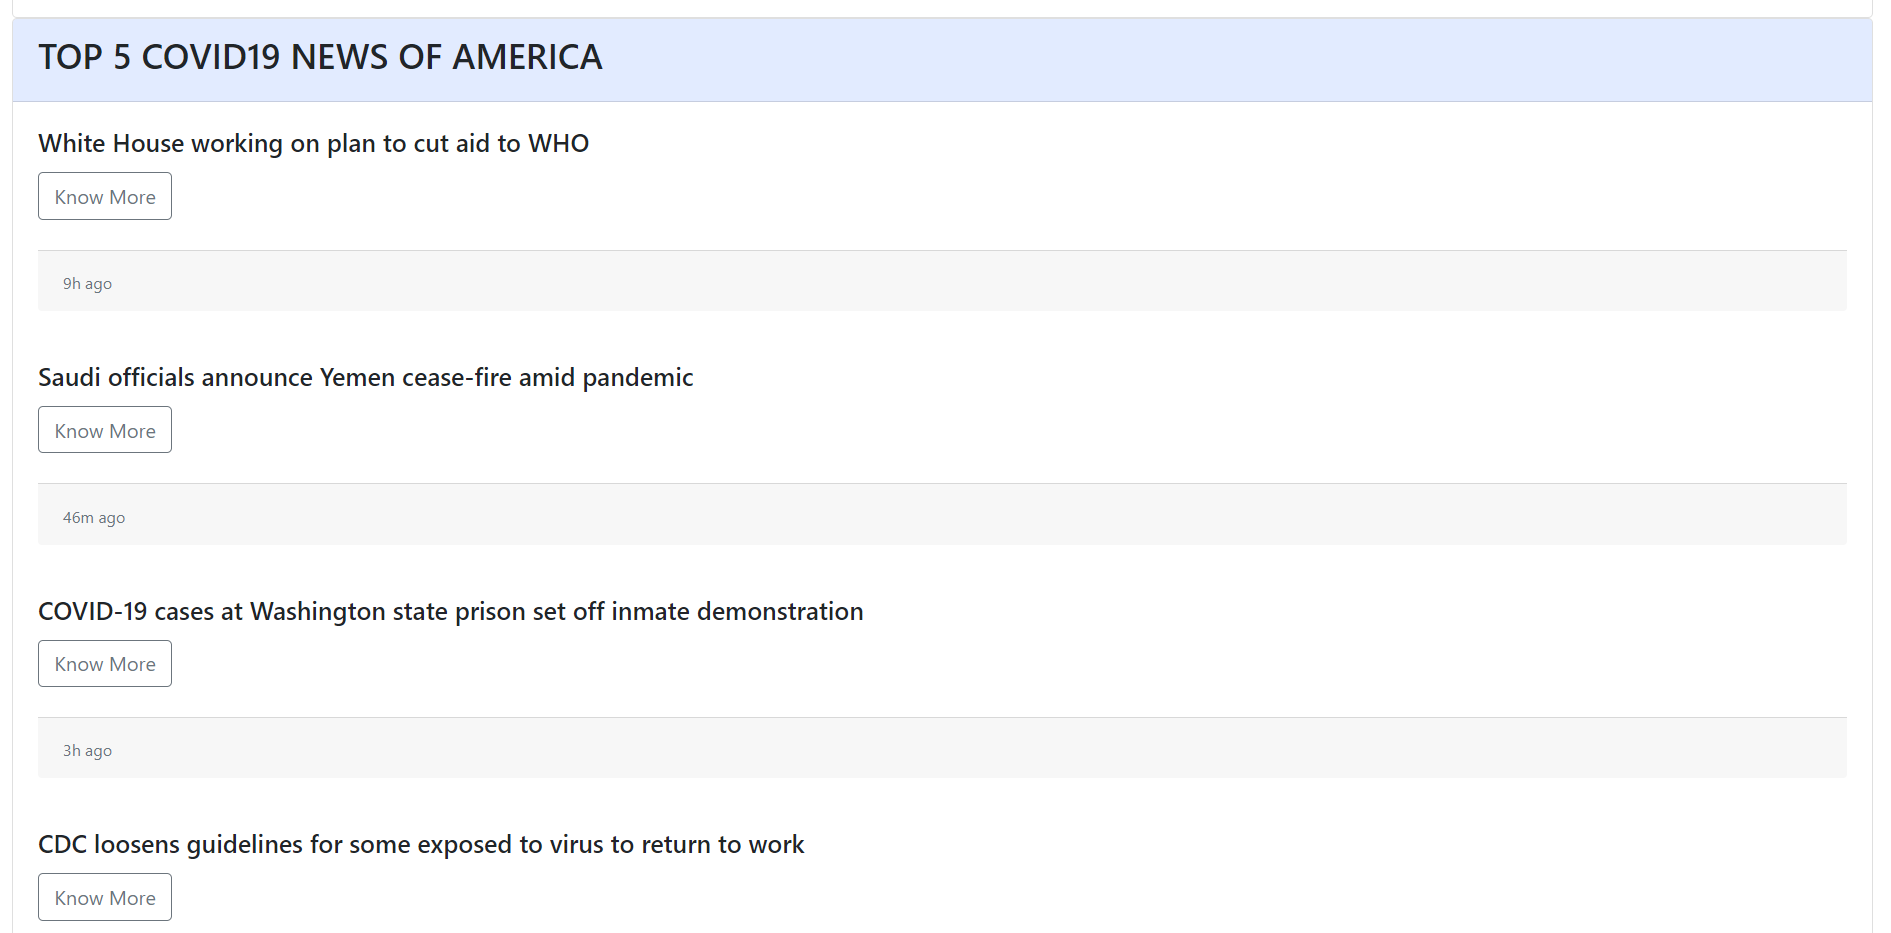 TOP 5 COVID19 NEWS OF AMERICA
White House working on plan to cut aid to WHO
Know More
9h ago
Saudi officials announce Yemen cease-fire amid pandemic
Know More
46m ago
COVID-19 cases at Washington state prison set off inmate demonstration
Know More
3h ago
CDC loosens guidelines for some exposed to virus to return to work
Know More